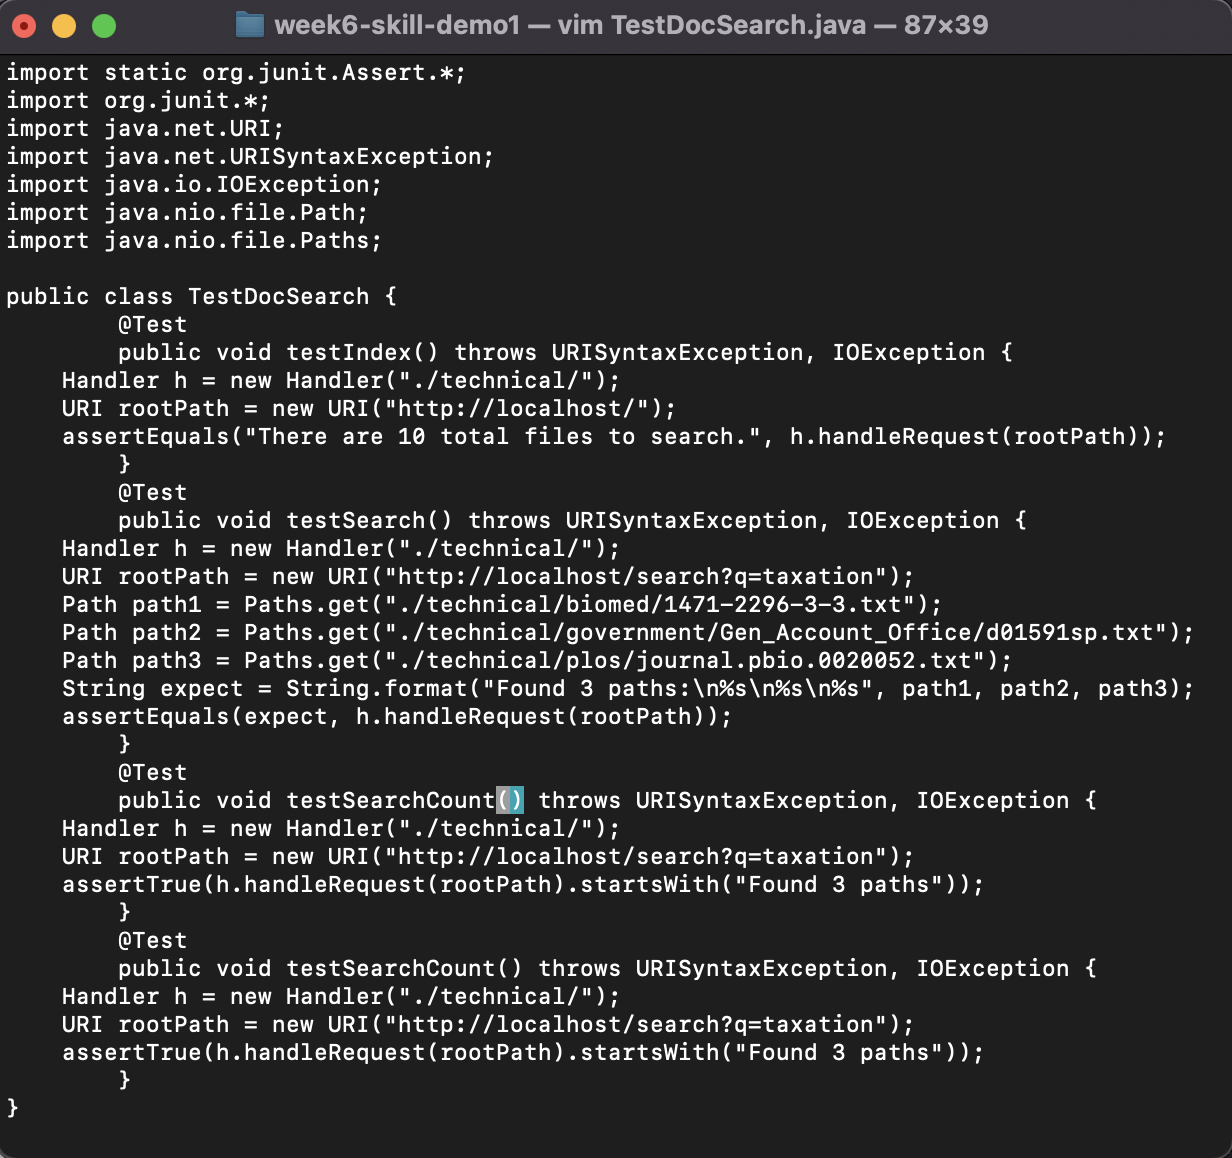 week6-skill-demo1 — vim TestDocSearch.java — 87×39
import static org.junit.Assert.*;
import org.junit.*;
import java.net.URI;
import java.net.URISyntaxException;
import java.io.IOException;
import java.nio.file.Path;
import java.nio.file.Paths;

public class TestDocSearch {
        @Test
        public void testIndex() throws URISyntaxException, IOException {
    Handler h = new Handler("./technical/");
    URI rootPath = new URI("http://localhost/");
    assertEquals("There are 10 total files to search.", h.handleRequest(rootPath));
        }
        @Test
        public void testSearch() throws URISyntaxException, IOException {
    Handler h = new Handler("./technical/");
    URI rootPath = new URI("http://localhost/search?q=taxation");
    Path path1 = Paths.get("./technical/biomed/1471-2296-3-3.txt");
    Path path2 = Paths.get("./technical/government/Gen_Account_Office/d01591sp.txt");
    Path path3 = Paths.get("./technical/plos/journal.pbio.0020052.txt");
    String expect = String.format("Found 3 paths:\n%s\n%s\n%s", path1, path2, path3);
    assertEquals(expect, h.handleRequest(rootPath));
        }
        @Test
        public void testSearchCount() throws URISyntaxException, IOException {
    Handler h = new Handler("./technical/");
    URI rootPath = new URI("http://localhost/search?q=taxation");
    assertTrue(h.handleRequest(rootPath).startsWith("Found 3 paths"));
        }
        @Test
        public void testSearchCount() throws URISyntaxException, IOException {
    Handler h = new Handler("./technical/");
    URI rootPath = new URI("http://localhost/search?q=taxation");
    assertTrue(h.handleRequest(rootPath).startsWith("Found 3 paths"));
        }
}